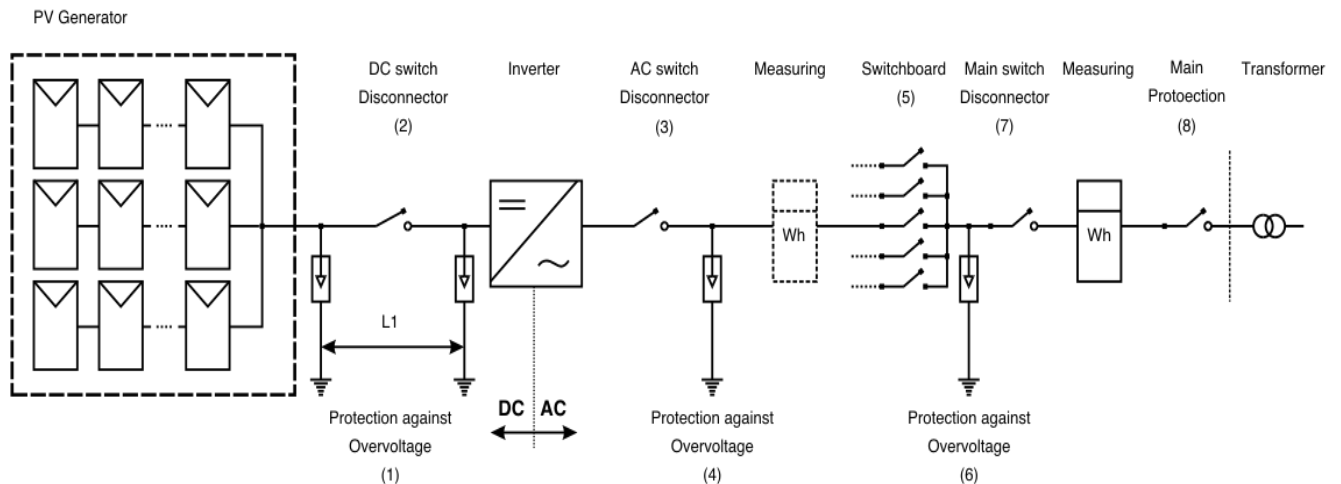 PV Generator
DC switch
Disconnector
(2)
Inverter
AC switch
Disconnector
(3)
Measuring
Switchboard
(5)
Main switch
Disconnector
(7)
Measuring
Main
Protoection
(8)
Transformer
Wh
Wh
L1
DC AC
Protection against
Overvoltage
(1)
Protection against
Overvoltage
(4)
Protection against
Overvoltage
(6)